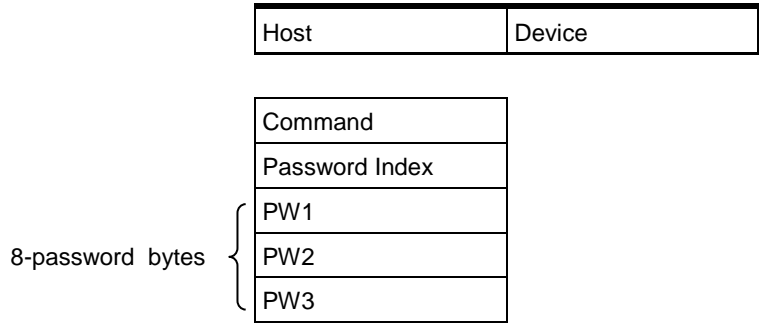 Host Device
Command
Password Index
PW1
8-password bytes PW2
PW3